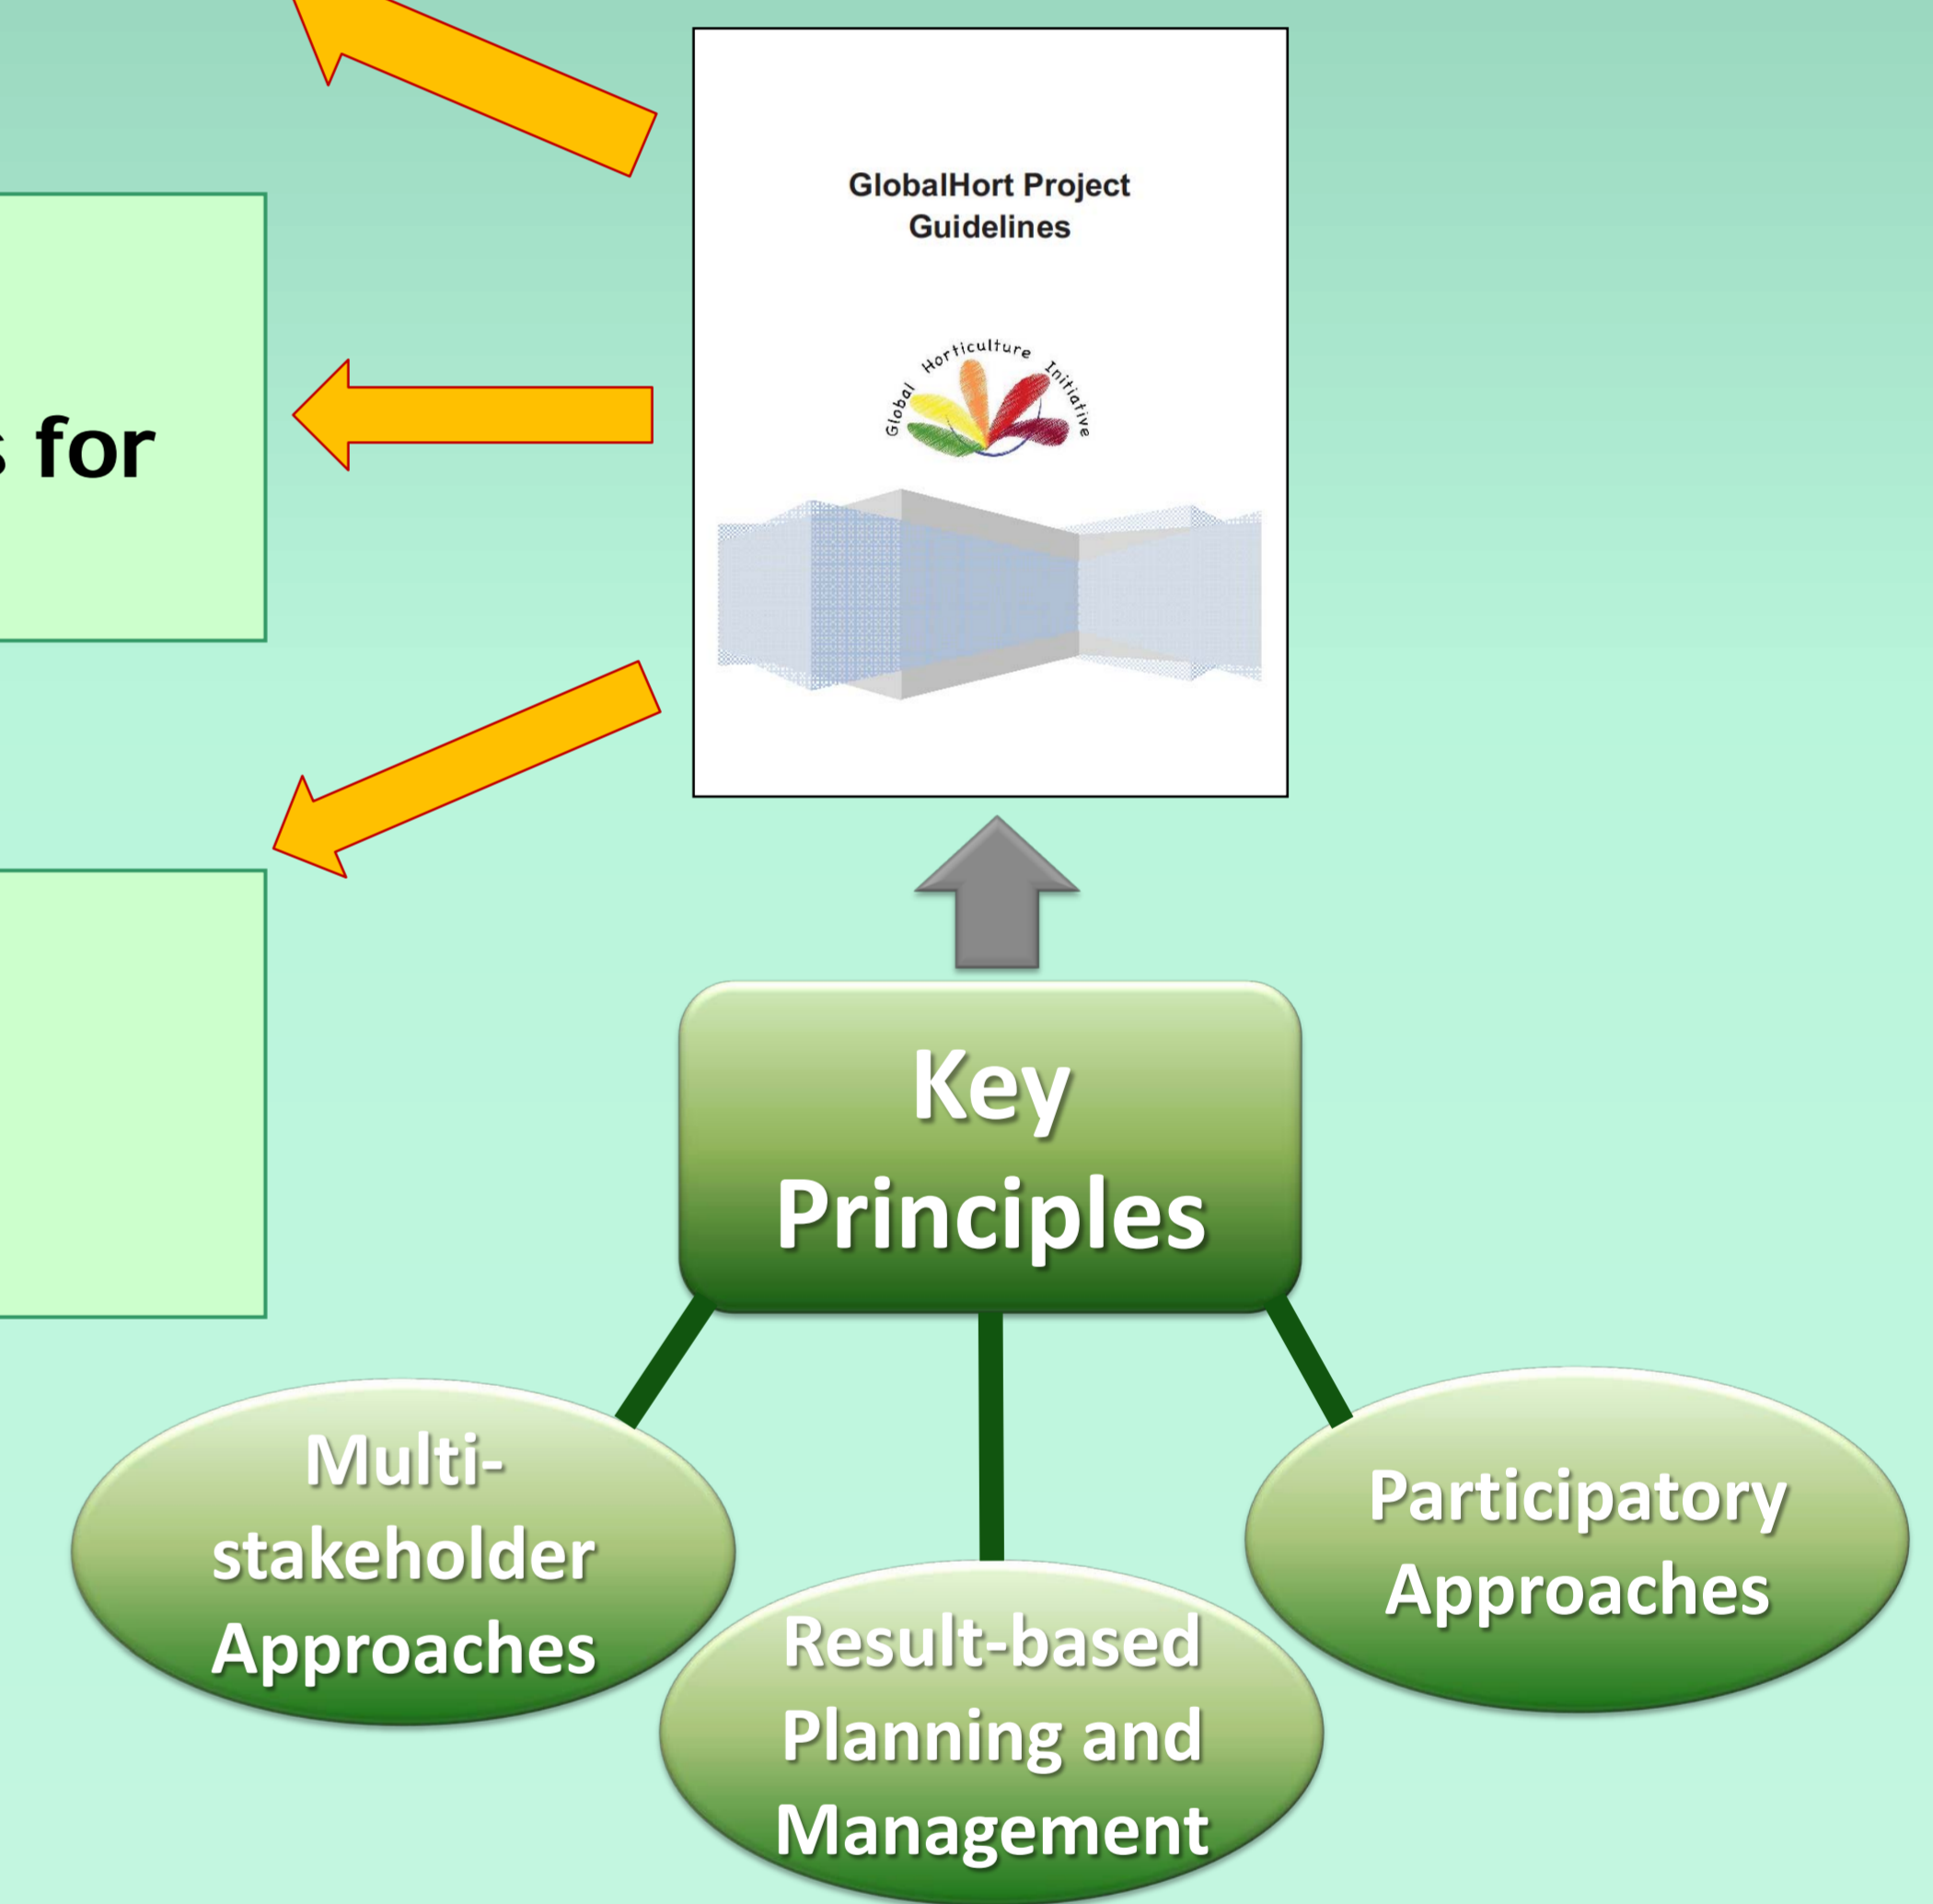 GlobalHort Project
Guidelines
Global Horticulture Initiative
for
Key
Principles
Multi-
stakeholder
Approaches
Result-based
Planning and
Management
Participatory
Approaches